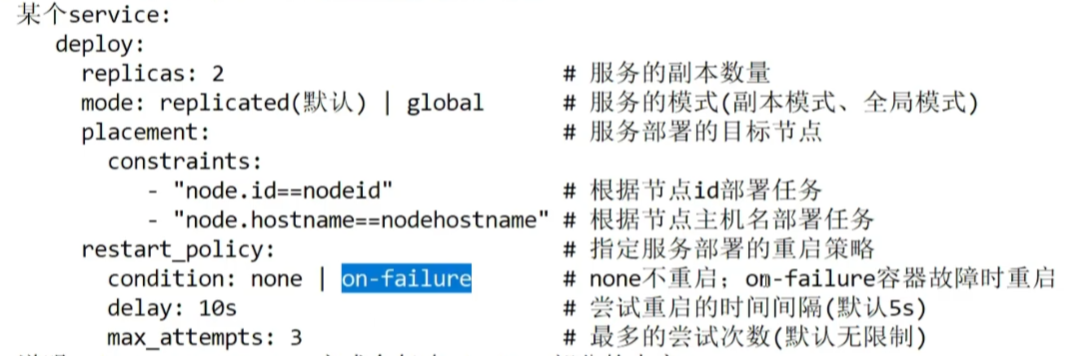 某个service:
deploy:
replicas: 2 # 服务的副本数量
mode: replicated(默认) | global # 服务的模式(副本模式、全局模式)
placement: # 服务部署的目标节点
constraints:
- "node.id==nodeid" # 根据节点id部署任务
- "node.hostname==nodehostname" # 根据节点主机名部署任务
restart_policy: # 指定服务部署的重启策略
condition: none | on-failure # none不重启；on-failure容器故障时重启
delay: 10s # 尝试重启的时间间隔(默认5s)
max_attempts: 3 # 最多的尝试次数(默认无限制)